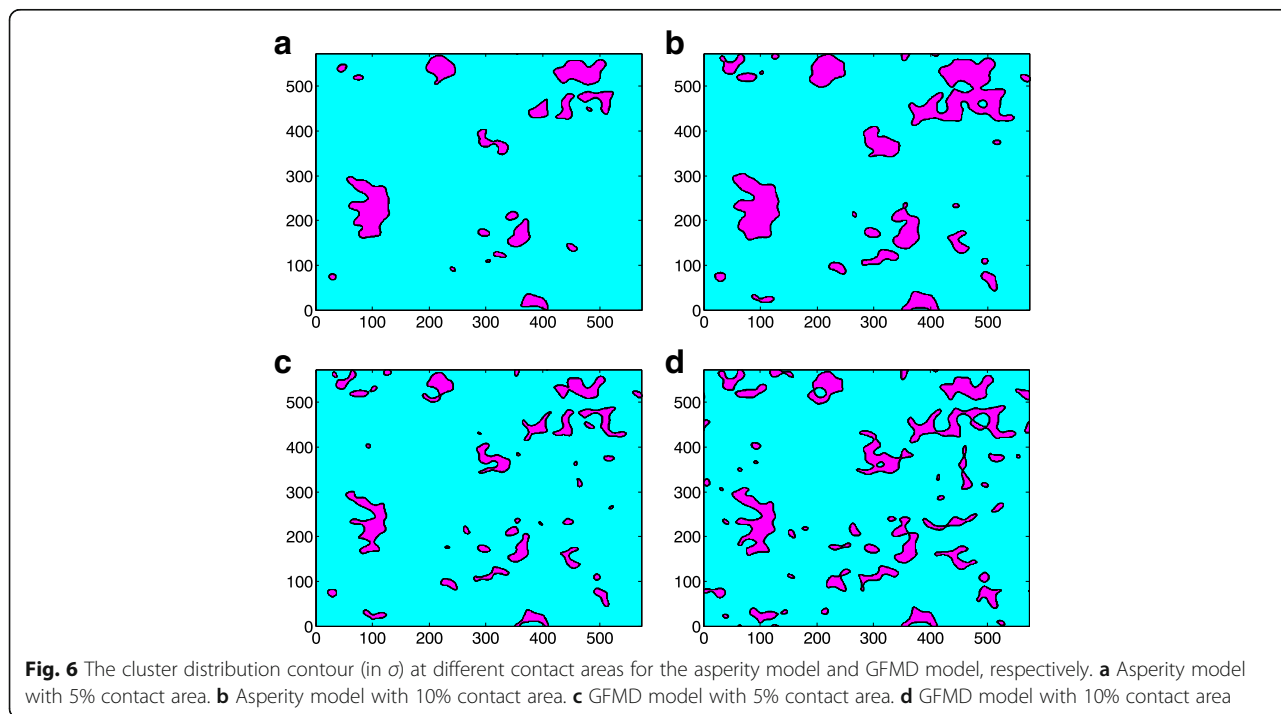 a
b
500
400
300
200
100
0
0 100 200 300 400 500
500
400
300
200
100
0
0 100 200 300 400 500
c
d
500
400
300
200
100
0
0 100 200 300 400 500
500
400
300
200
100
0
0 100 200 300 400 500
Fig. 6 The cluster distribution contour (in σ) at different contact areas for the asperity model and GFMD model, respectively. a Asperity model
with 5% contact area. b Asperity model with 10% contact area. c GFMD model with 5% contact area. d GFMD model with 10% contact area